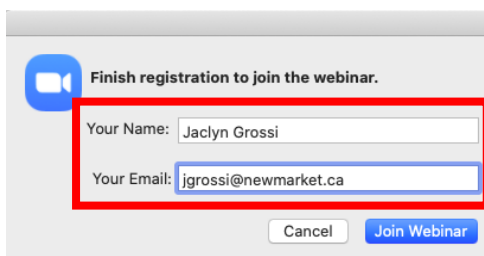 Finish registration to join the webinar.
Your Name: Jaclyn Grossi
Your Email: jgrossi@newmarket.ca
Cancel Join Webinar